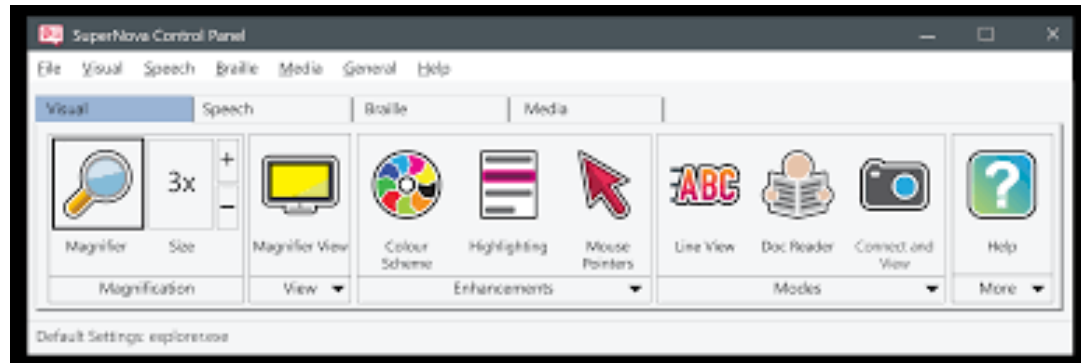 SuperNova Control Panel
File Visual Speech Braille Media General Help
Visual Speech Braille Media
3x + −
ABC ?
Magnifier Size Magnifier View Colour Scheme Highlighting Mouse Pointers Line View Doc Reader Connect and View Help
Magnification View Enhancements Modes More
Default Settings: explorer.exe